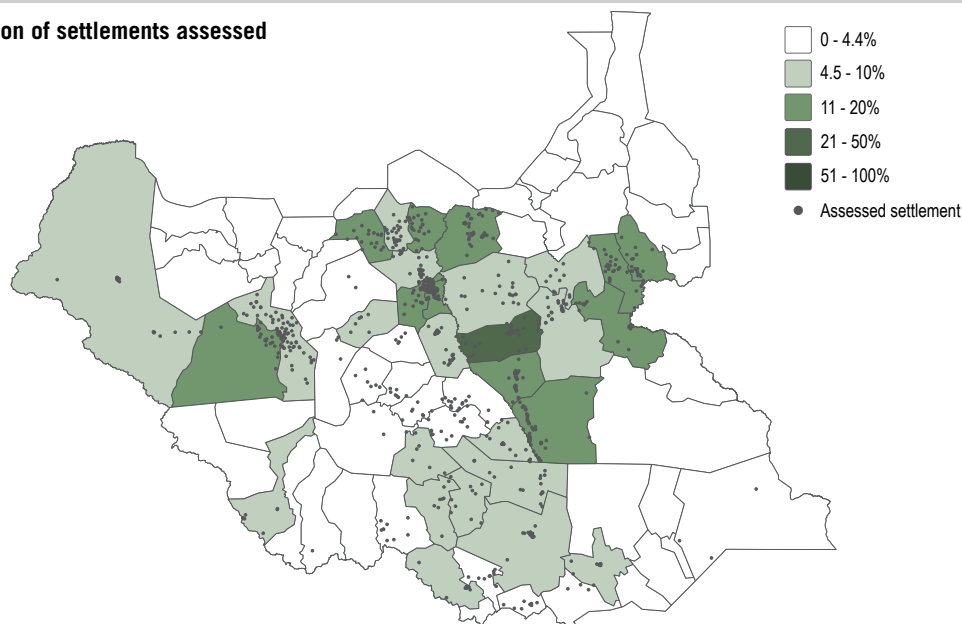 on of settlements assessed
0 - 4.4%
4.5 - 10%
11 - 20%
21 - 50%
51 - 100%
Assessed settlement